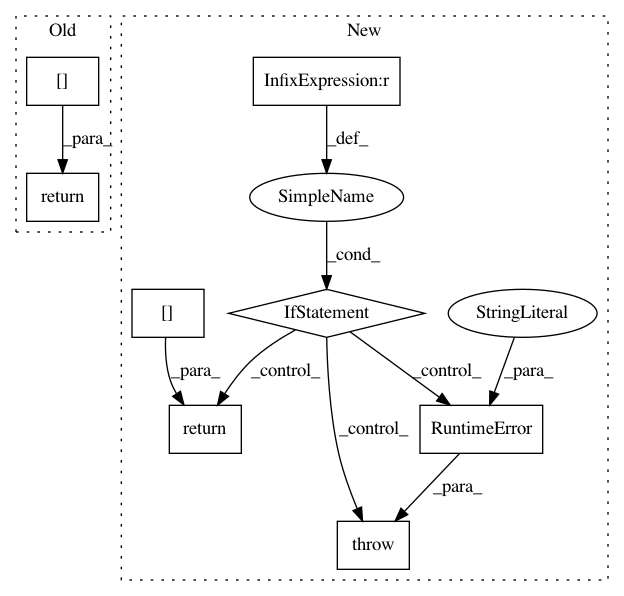 Old
New
[]
InfixExpression:r
_para_
_def_
return
SimpleName
_cond_
[]
IfStatement
StringLiteral
_para_
_control_
_control_
_para_
return
_control_
RuntimeError
_para_
throw